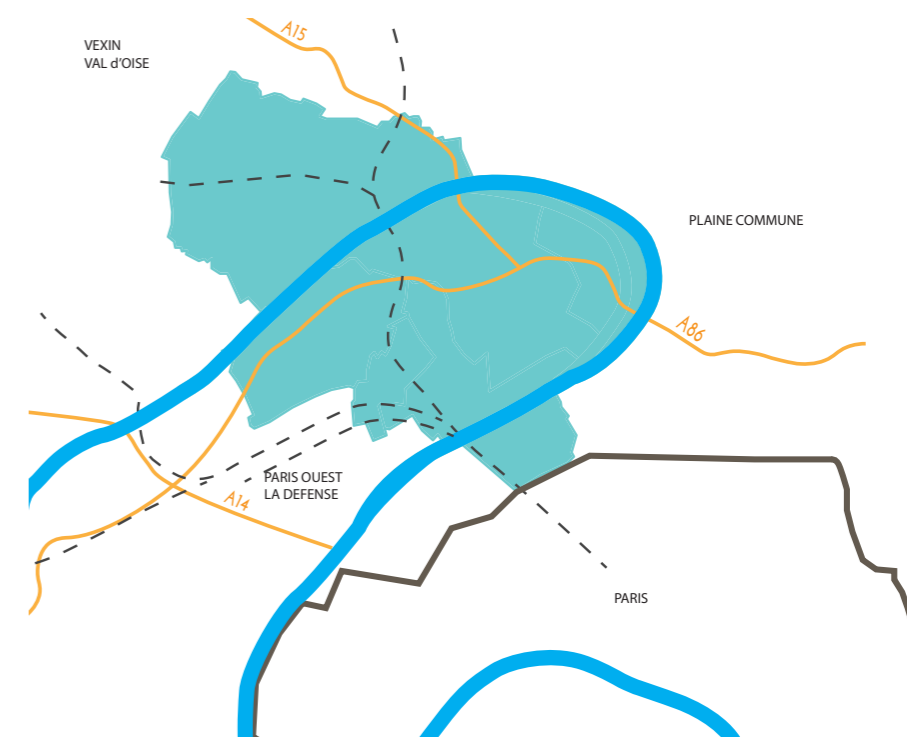 A15
VEXIN
VAL d'OISE
PLAINE COMMUNE
A86
PARIS OUEST
LA DEFENSE
A14
PARIS